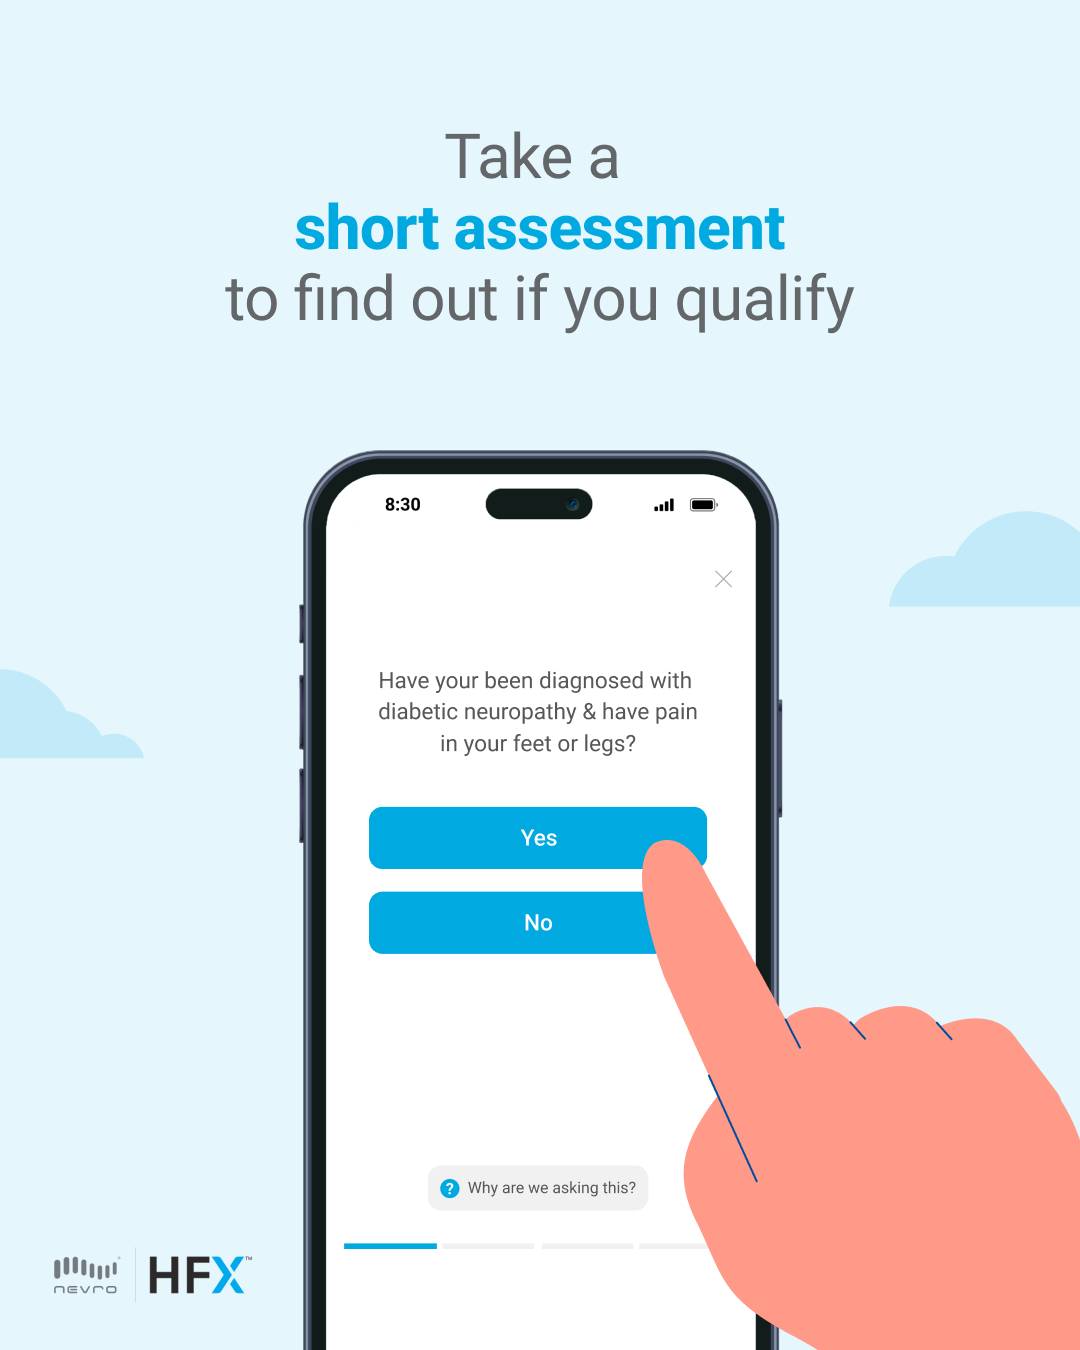 Take a
short assessment
to find out if you qualify
8:30
Have your been diagnosed with
diabetic neuropathy & have pain
in your feet or legs?
Yes
No
? Why are we asking this?
nevro
HFX™